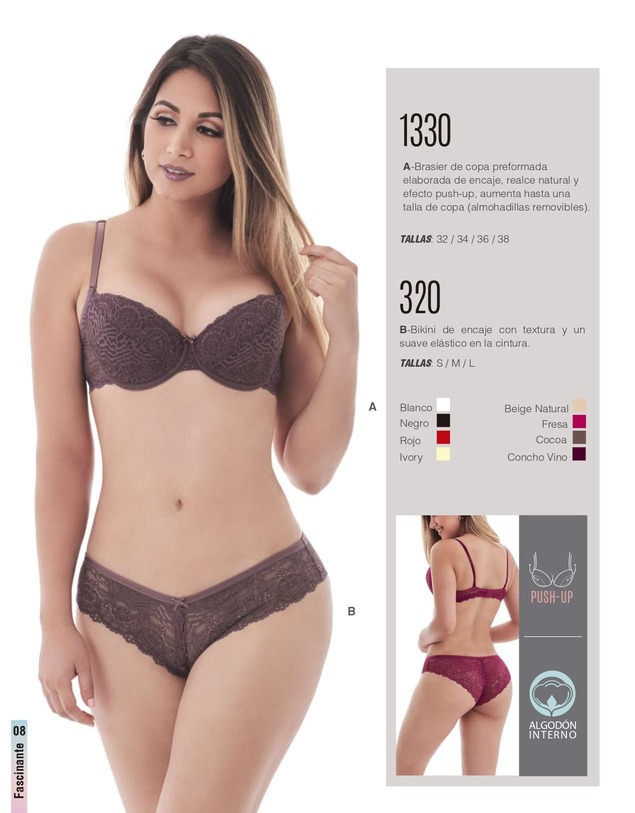 1330
A-Brasier de copa preformada
elaborada de encaje, realce natural y
efecto push-up, aumenta hasta una
talla de copa (almohadillas removibles).
TALLAS: 32 / 34 / 36 / 38
320
B-Bikini de encaje con textura y un
suave elástico en la cintura.
TALLAS: S / M / L
A
Blanco
Negro
Rojo
Ivory
Beige Natural
Fresa
Cocoa
Concho Vino
B
PUSH-UP
ALGODÓN
INTERNO
08
Fascinante